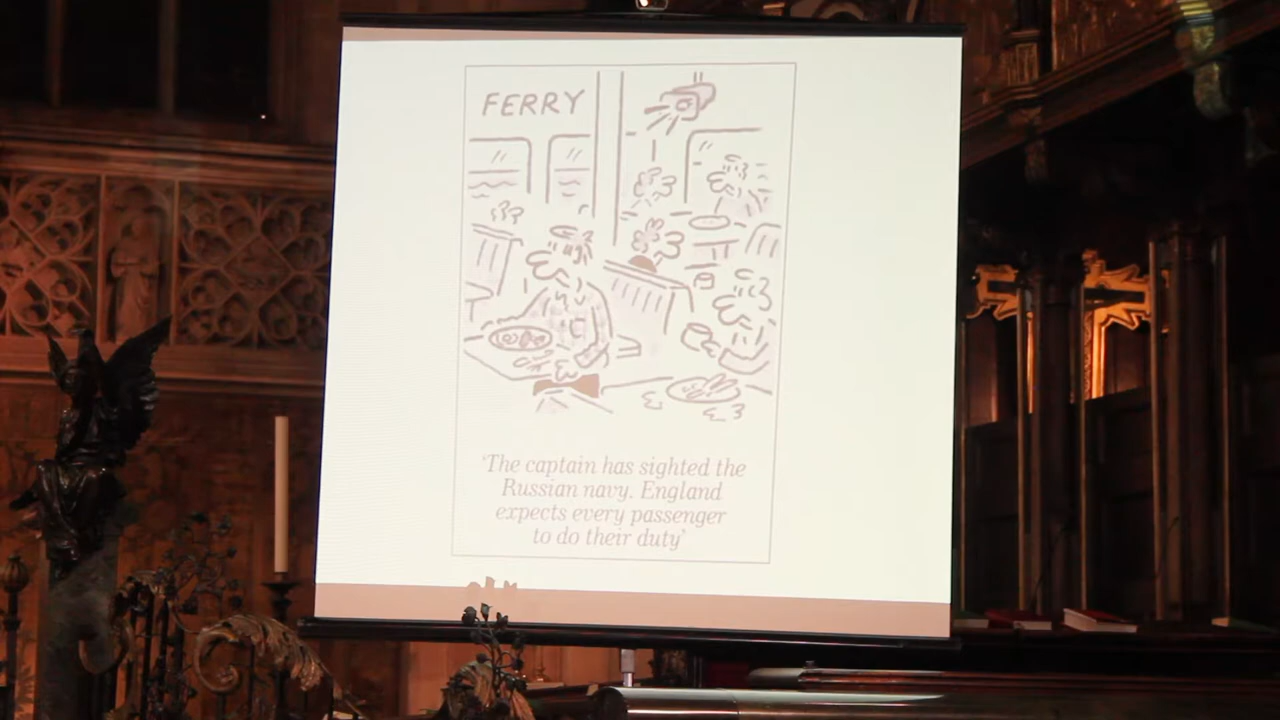 FERRY
‘The captain has sighted the
Russian navy. England
expects every passenger
to do their duty’